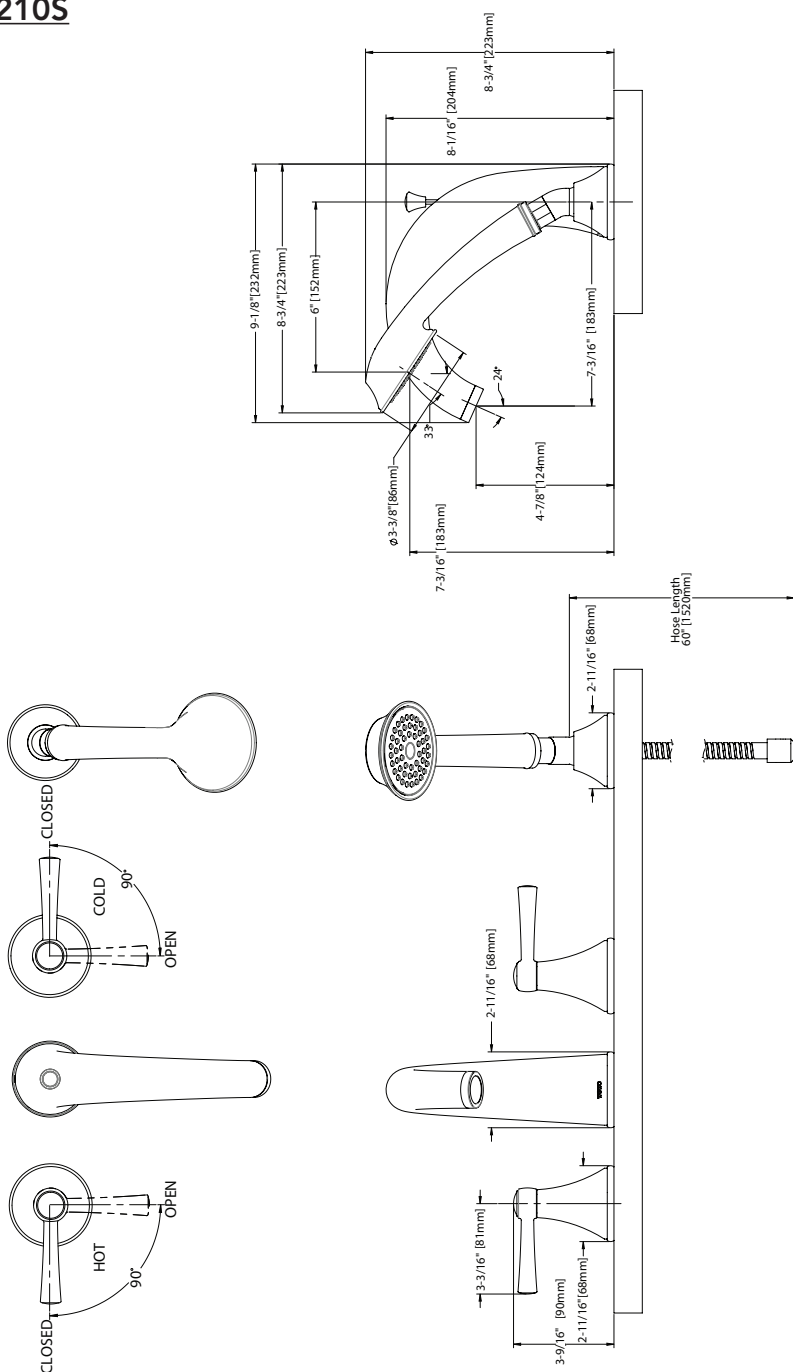 210S
8-3/4"[223mm]
8-1/16" [204mm]
9-1/8"[232mm]
8-3/4" [223mm]
6" [152mm]
7-3/16" [183mm]
24°
33°
Ø3-3/8"[86mm]
4-7/8"[124mm]
7-3/16" [183mm]
Hose Length
60" [1520mm]
2-11/16" [68mm]
CLOSED
COLD
90°
OPEN
2-11/16" [68mm]
OPEN
HOT
90°
CLOSED
3-3/16" [81mm]
2-11/16"[68mm]
3-9/16" [90mm]